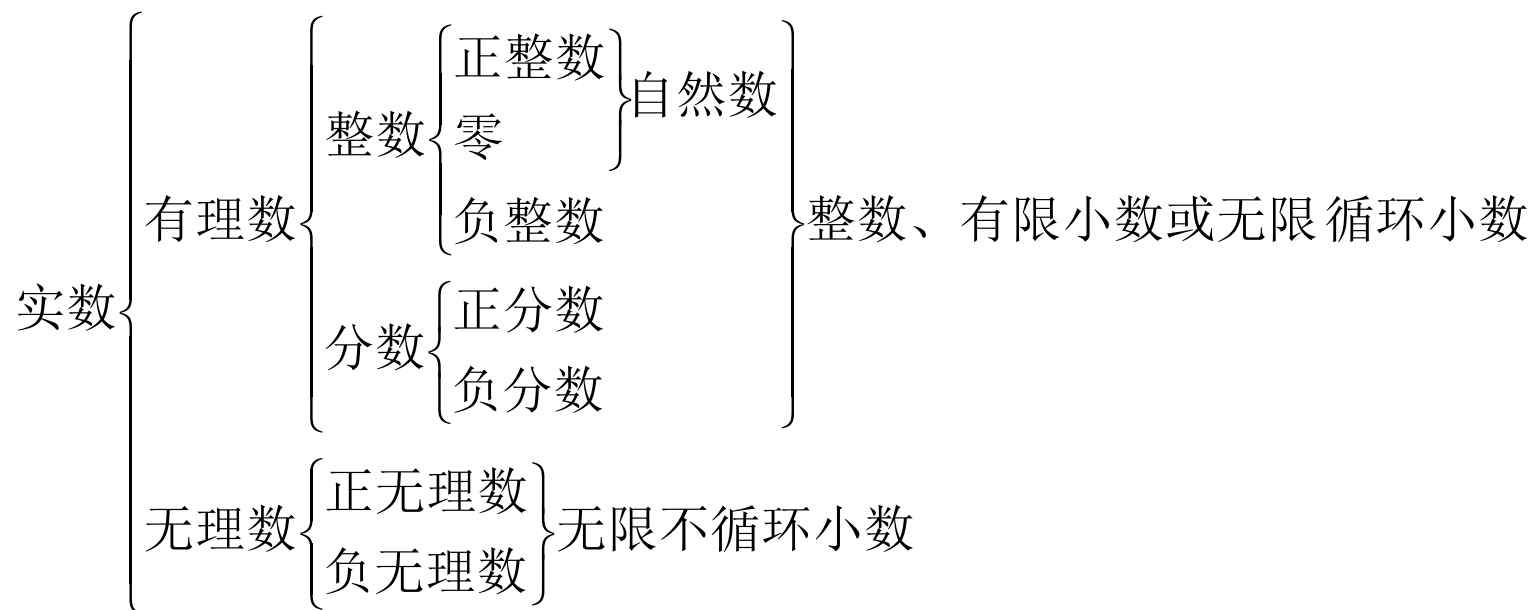 正整数
自然数
整数
零
有理数
负整数
整数、有限小数或无限循环小数
实数
正分数
分数
负分数
正无理数
无理数
无限不循环小数
负无理数